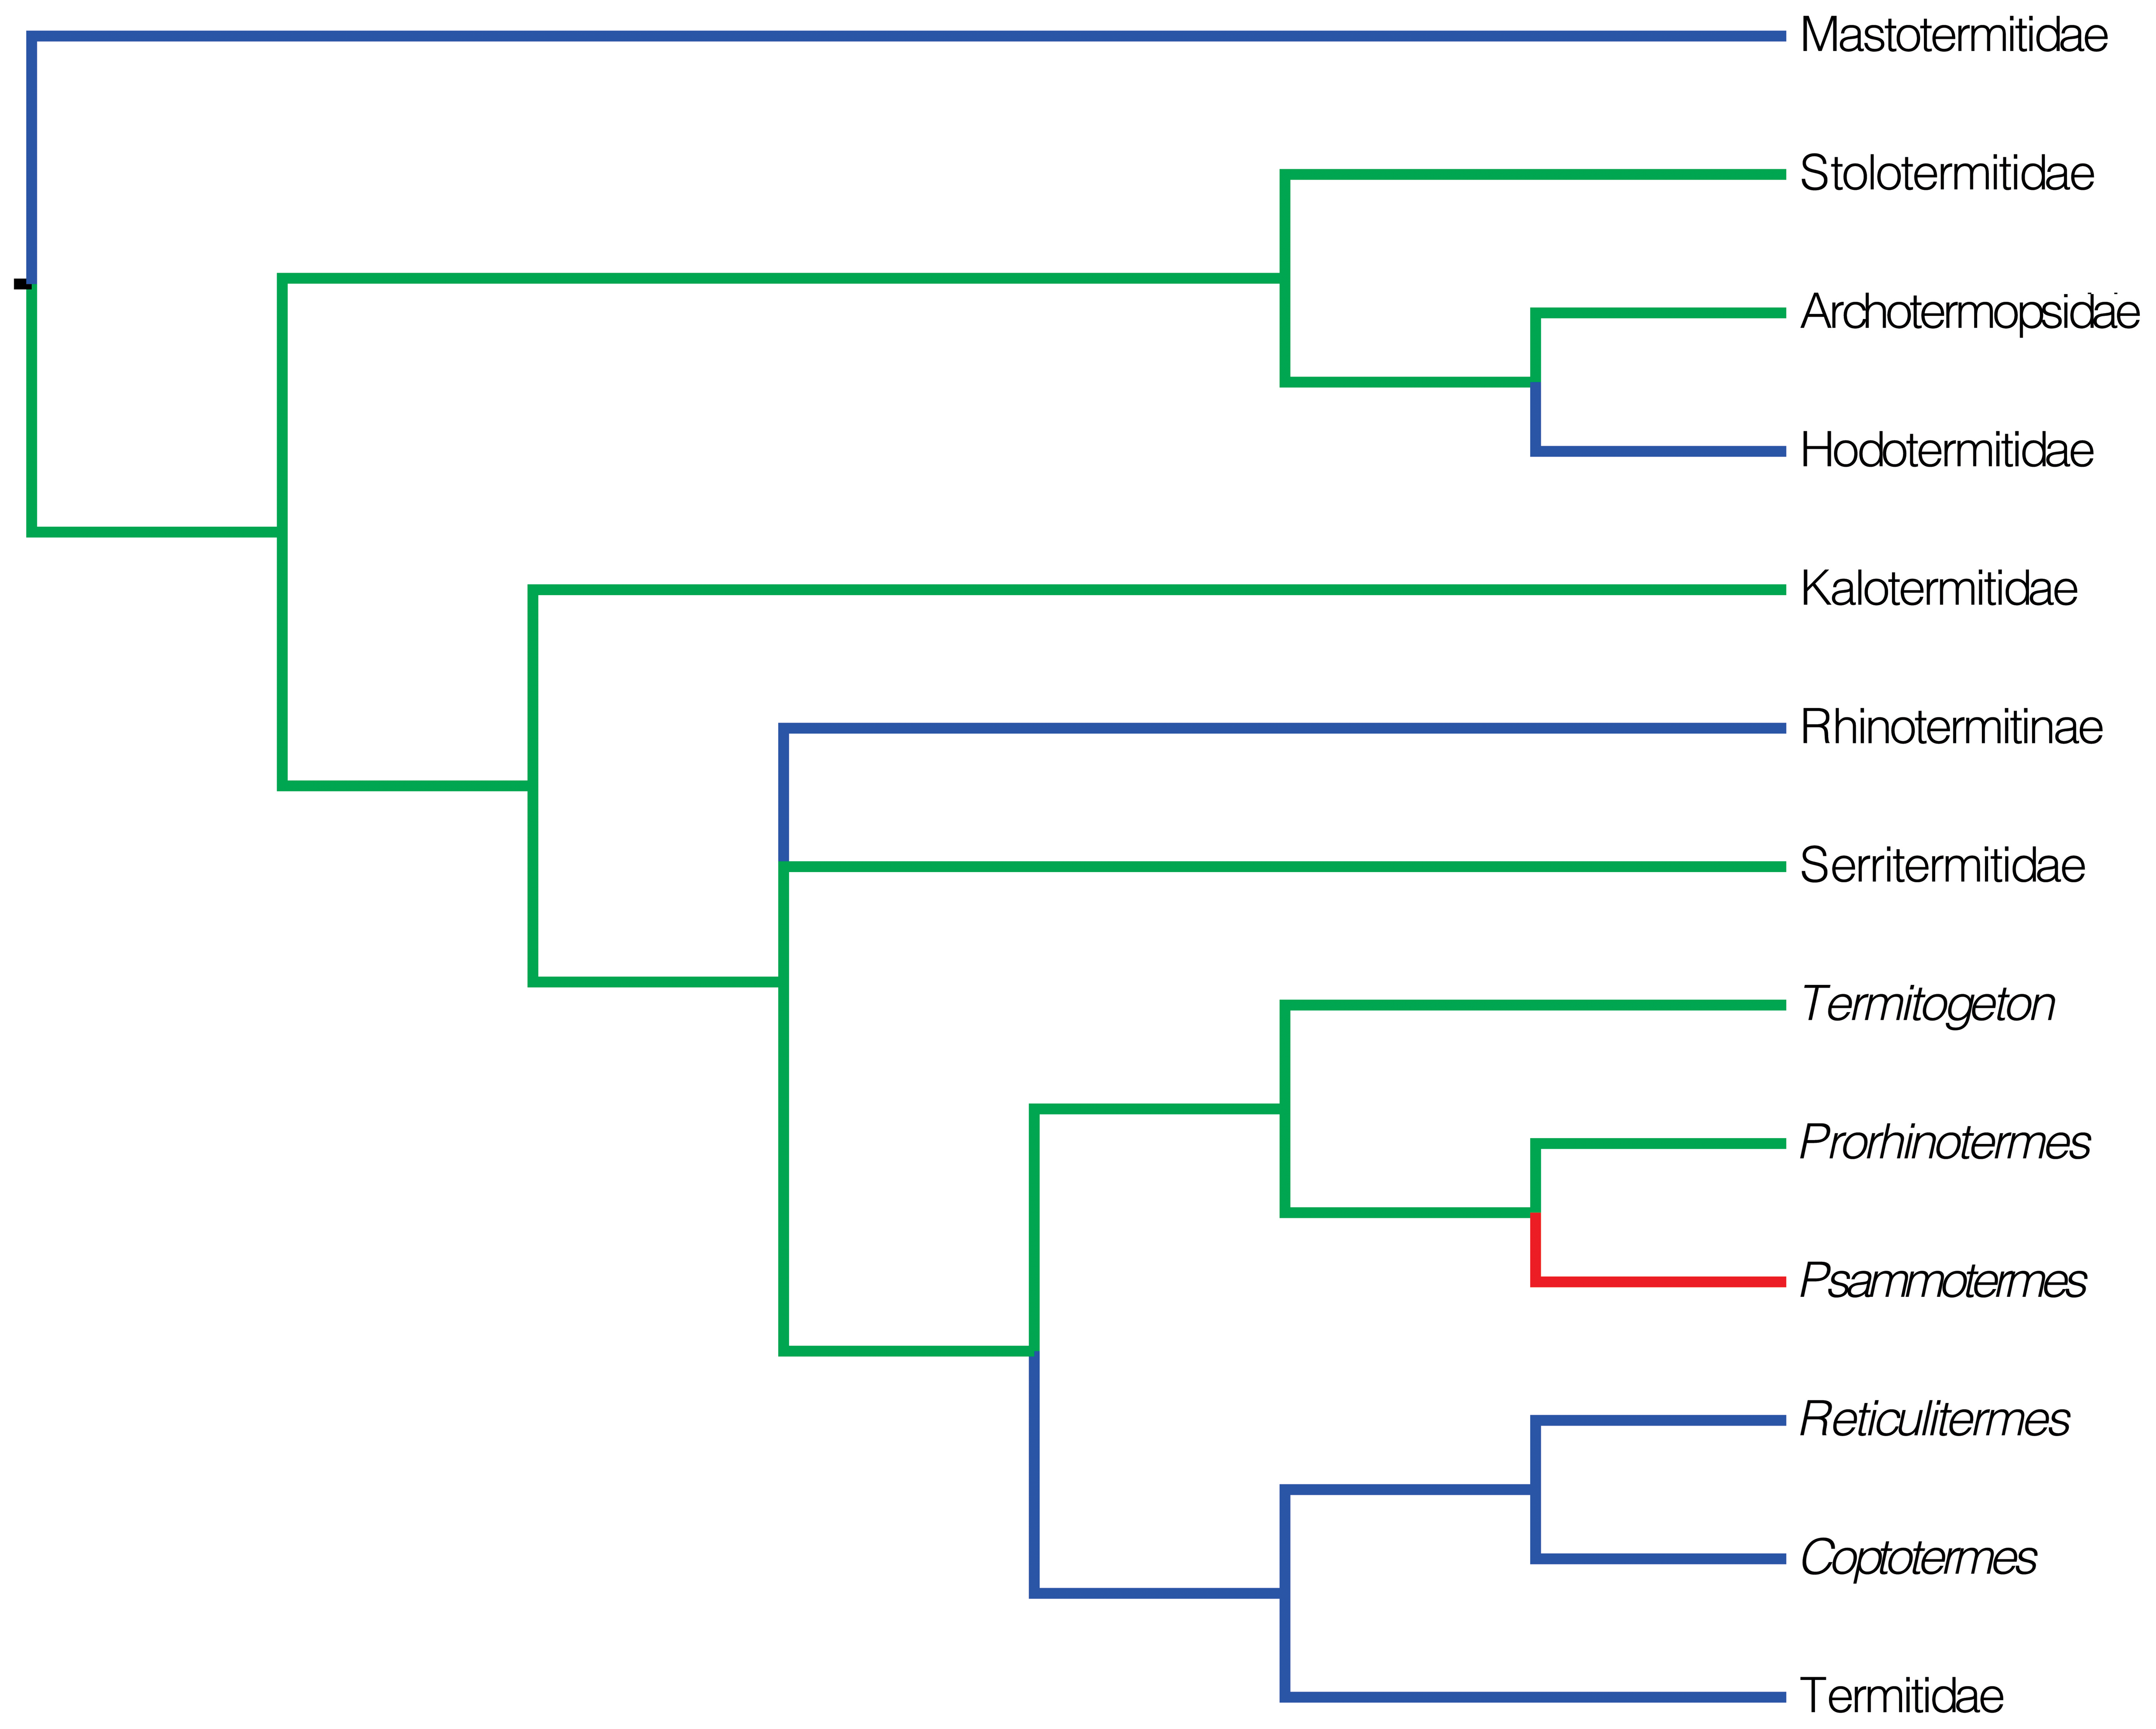 Mastotermitidae
Stolotermitidae
Archotermopsidae
Hodotermitidae
Kalotermitidae
Rhinotermitinae
Serritermitidae
Termitogeton
Prorhinotermes
Psammotermes
Reticulitermes
Coptotermes
Termitidae